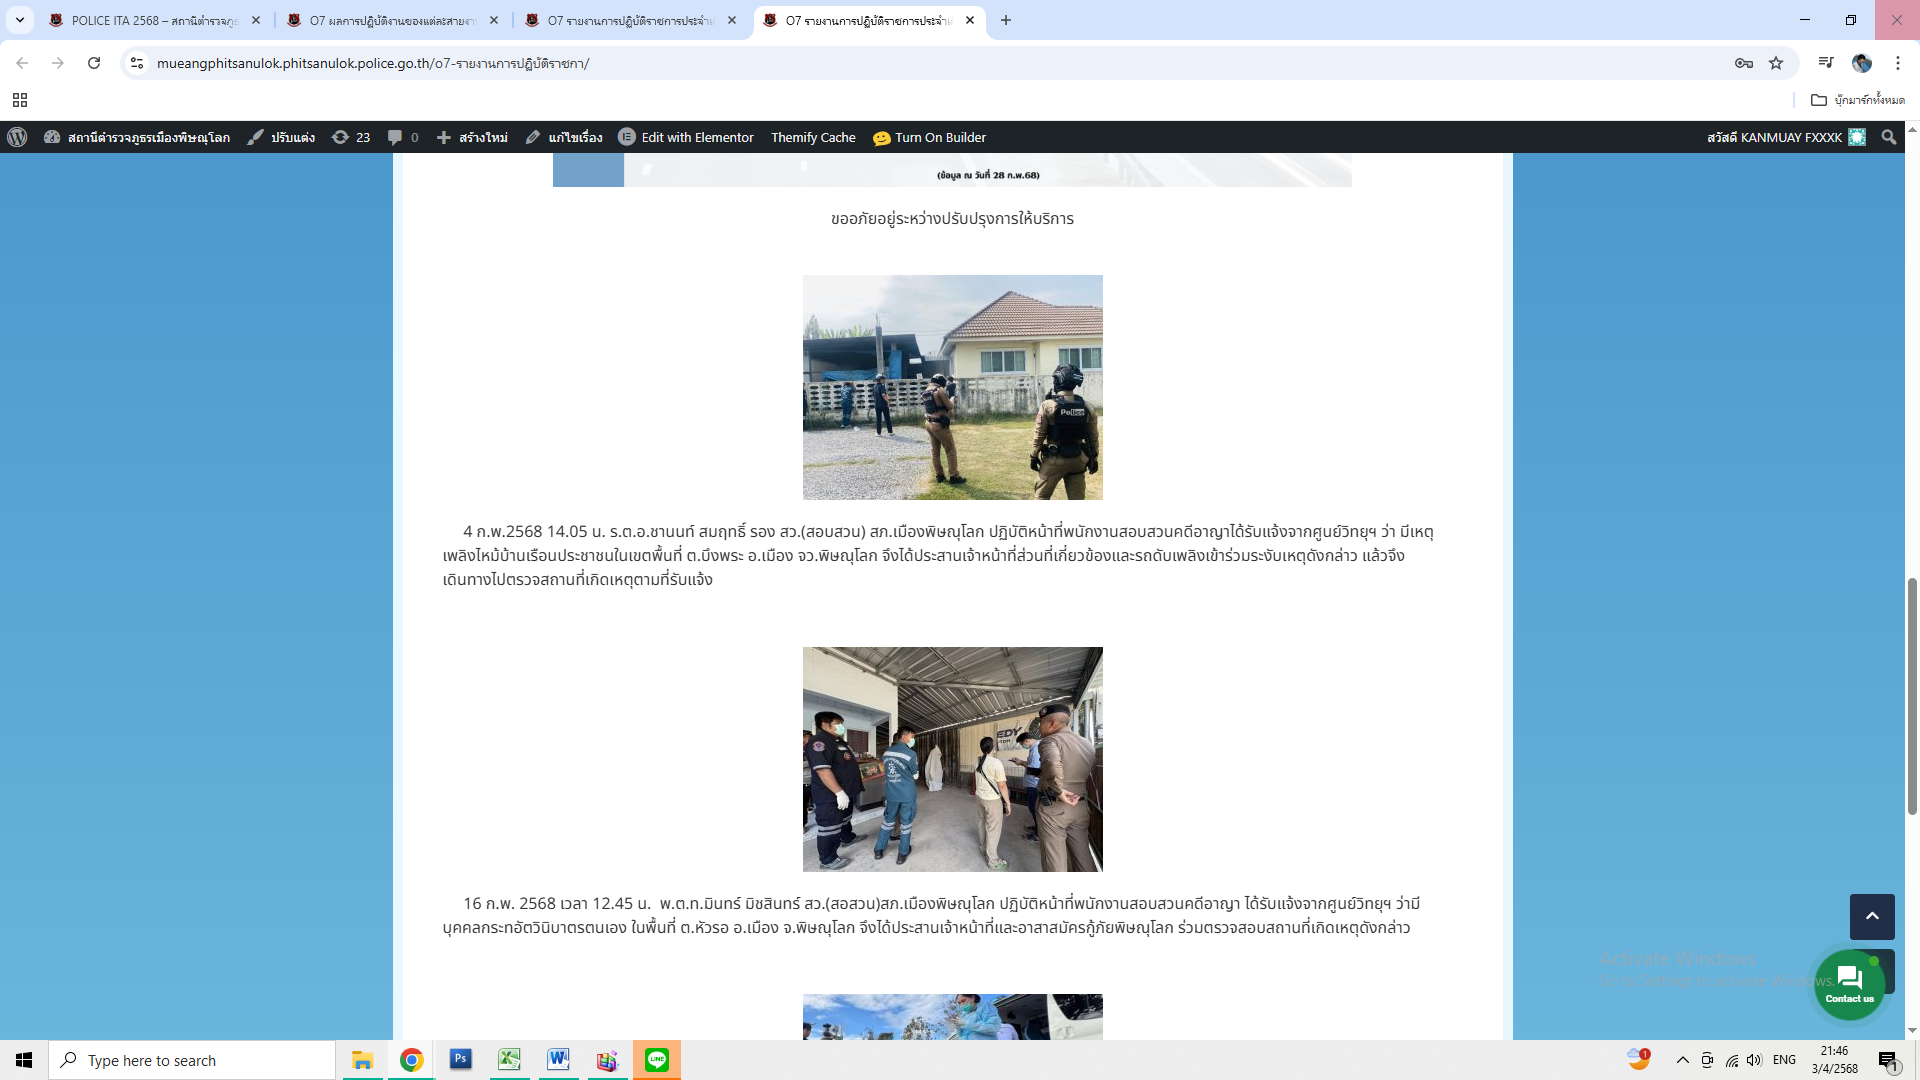 POLICE ITA 2568 – สถานีตำรวจภูธร
O7 ผลการปฏิบัติงานของแต่ละสายงาน
O7 รายงานการปฏิบัติราชการประจำเ
O7 รายงานการปฏิบัติราชการประจำเ
mueangphitsanulok.phitsanulok.police.go.th/o7-รายงานการปฏิบัติราชกา/
บุ๊กมาร์กทั้งหมด
สถานีตำรวจภูธรเมืองพิษณุโลก ปรับแต่ง 23 0 สร้างใหม่ แก้ไขเรื่อง Edit with Elementor Themify Cache Turn On Builder สวัสดี KANMUAY FXXXK
(ข้อมูล ณ วันที่ 28 ก.พ.68)
ขออภัยอยู่ระหว่างปรับปรุงการให้บริการ
Police
4 ก.พ.2568 14.05 น. ร.ต.อ.ชานนท์ สมฤทธิ์ รอง สว.(สอบสวน) สภ.เมืองพิษณุโลก ปฏิบัติหน้าที่พนักงานสอบสวนคดีอาญาได้รับแจ้งจากศูนย์วิทยุฯ ว่า มีเหตุ
เพลิงไหม้บ้านเรือนประชาชนในเขตพื้นที่ ต.บึงพระ อ.เมือง จว.พิษณุโลก จึงได้ประสานเจ้าหน้าที่ส่วนที่เกี่ยวข้องและรถดับเพลิงเข้าร่วมระงับเหตุดังกล่าว แล้วจึง
เดินทางไปตรวจสถานที่เกิดเหตุตามที่รับแจ้ง
16 ก.พ. 2568 เวลา 12.45 น. พ.ต.ท.มินทร์ มิชสินทร์ สว.(สอสวน)สภ.เมืองพิษณุโลก ปฏิบัติหน้าที่พนักงานสอบสวนคดีอาญา ได้รับแจ้งจากศูนย์วิทยุฯ ว่ามี
บุคคลกระทอัตวินิบาตรตนเอง ในพื้นที่ ต.หัวรอ อ.เมือง จ.พิษณุโลก จึงได้ประสานเจ้าหน้าที่และอาสาสมัครกู้ภัยพิษณุโลก ร่วมตรวจสอบสถานที่เกิดเหตุดังกล่าว
Activate Windows
Go to Settings to activate Windows.
Contact us
Type here to search
Ps
LINE
1
ENG
21:46
3/4/2568
1